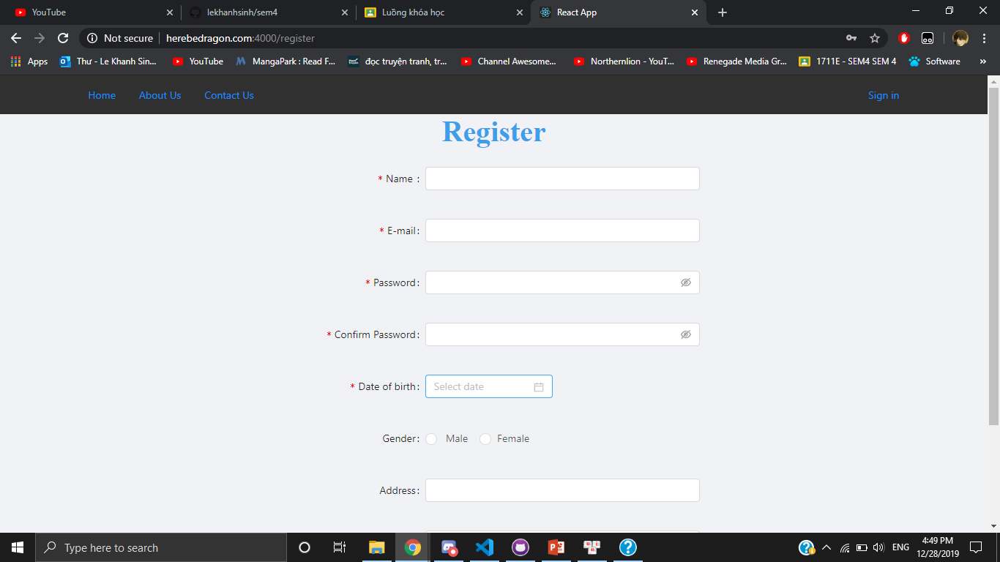 YouTube
lekhanhsinh/sem4
Luồng khóa học
React App
Not secure herebedragon.com:4000/register
Apps
Thư - Le Khanh Sin...
YouTube
MangaPark : Read F...
đọc truyện tranh, tr...
Channel Awesome...
Northernlion - YouT...
Renegade Media Gr...
1711E - SEM4 SEM 4
Software
Home
About Us
Contact Us
Sign in
Register
* Name :
* E-mail:
* Password:
* Confirm Password:
* Date of birth: Select date
Gender: Male Female
Address:
Type here to search
ENG
4:49 PM
12/28/2019